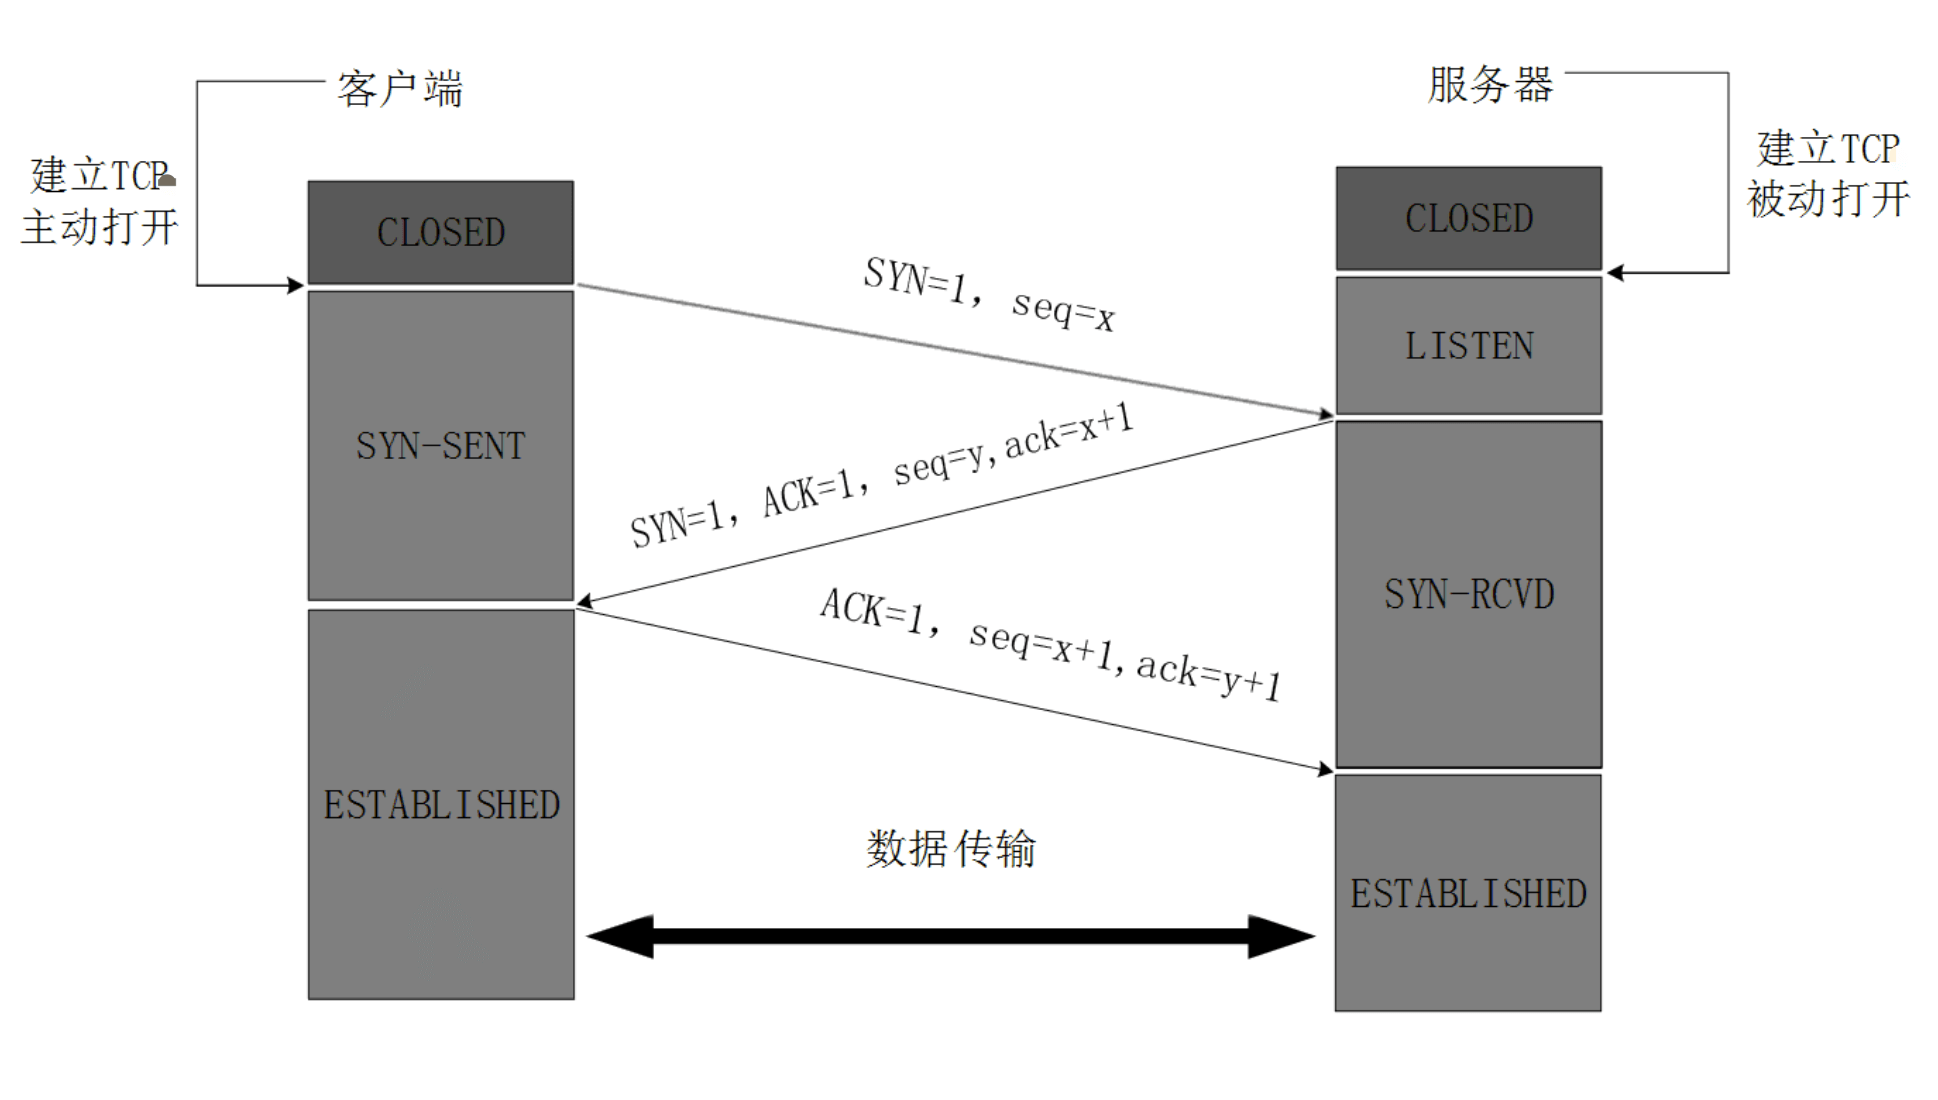 客户端
服务器
建立TCP
主动打开
建立TCP
被动打开
CLOSED
CLOSED
SYN=1, seq=x
LISTEN
SYN-SENT
SYN=1, ACK=1, seq=y,ack=x+1
SYN-RCVD
ACK=1, seq=x+1,ack=y+1
ESTABLISHED
数据传输
ESTABLISHED